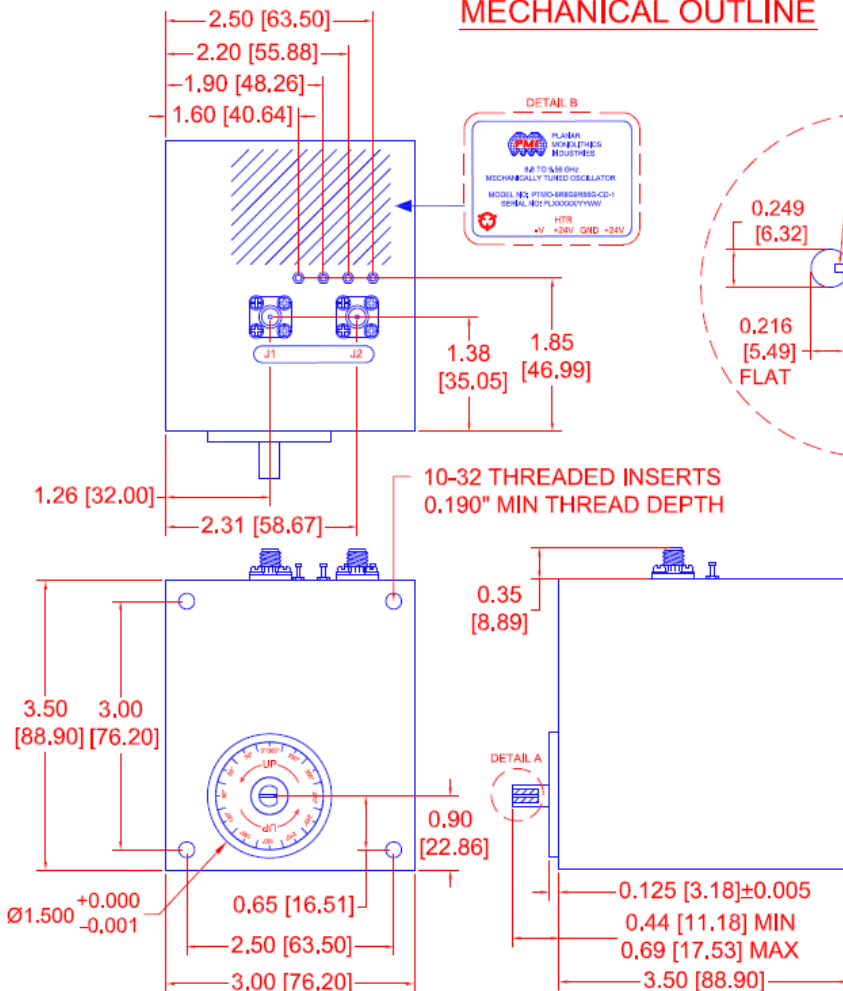 MECHANICAL OUTLINE
2.50 [63.50]
2.20 [55.88]
1.90 [48.26]
1.60 [40.64]
DETAIL B
PMI
PLANAR
MONOLITHICS
INDUSTRIES
MECHANICALLY TUNED OSCILLATOR
HTR
+24V GND +24V
0.249
[6.32]
0.216
[5.49]
FLAT
J1
J2
1.38
[35.05]
1.85
[46.99]
1.26 [32.00]
2.31 [58.67]
10-32 THREADED INSERTS
0.190" MIN THREAD DEPTH
0.35
[8.89]
3.50
[88.90]
3.00
[76.20]
UP
UP
DETAIL A
0.90
[22.86]
Ø1.500 +0.000
-0.001
0.65 [16.51]
2.50 [63.50]
3.00 [76.20]
0.125 [3.18]±0.005
0.44 [11.18] MIN
0.69 [17.53] MAX
3.50 [88.90]